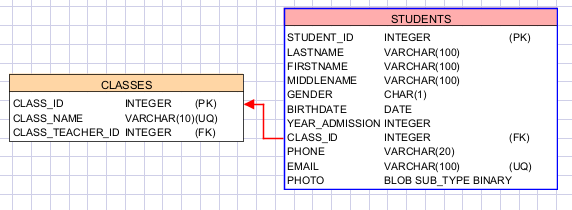 CLASSES
CLASS_ID INTEGER (PK)
CLASS_NAME VARCHAR(10)(UQ)
CLASS_TEACHER_ID INTEGER (FK)
STUDENTS
STUDENT_ID INTEGER (PK)
LASTNAME VARCHAR(100)
FIRSTNAME VARCHAR(100)
MIDDLENAME VARCHAR(100)
GENDER CHAR(1)
BIRTHDATE DATE
YEAR_ADMISSION INTEGER
CLASS_ID INTEGER (FK)
PHONE VARCHAR(20)
EMAIL VARCHAR(100) (UQ)
PHOTO BLOB SUB_TYPE BINARY